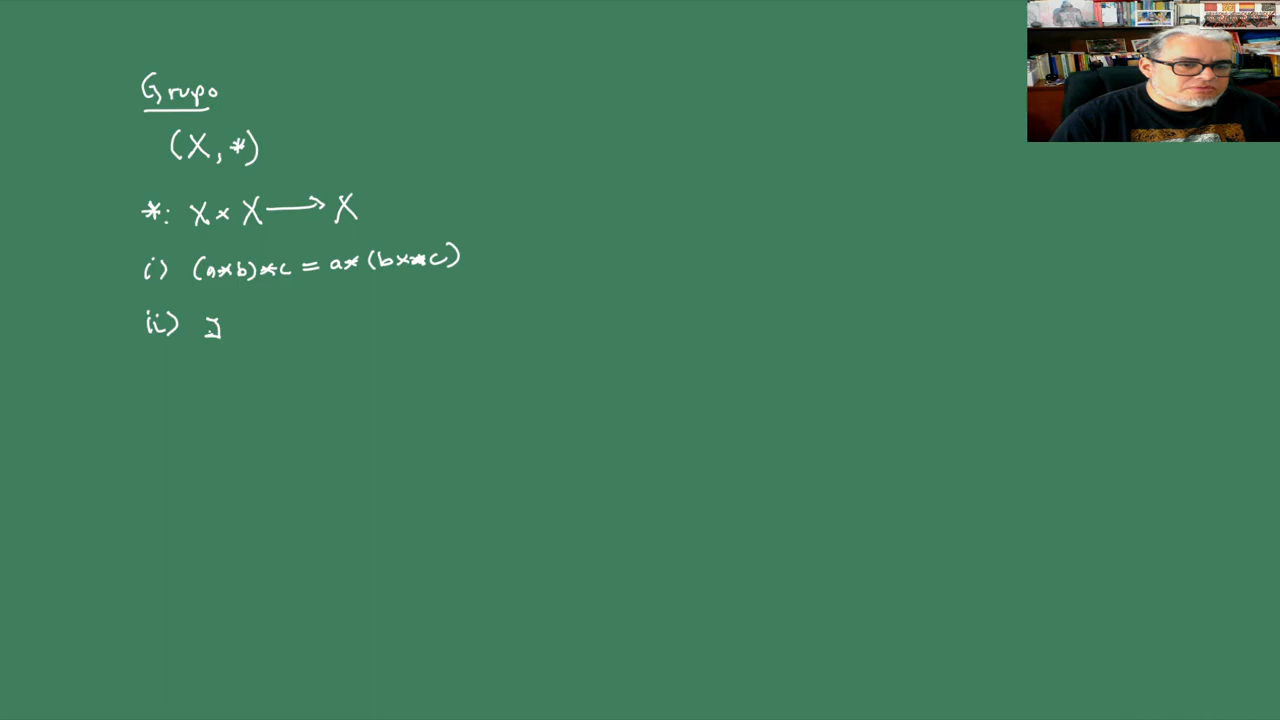 Grupo
(X, *)
*: X × X ⟶ X
i) (a*b)*c = a*(b**c)
ii) ∃